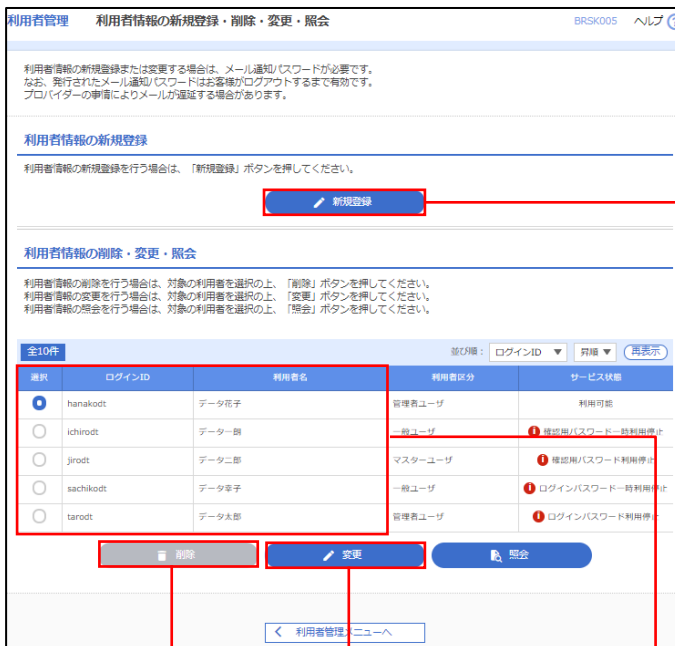 利用者管理 利用者情報の新規登録・削除・変更・照会 BRSK005 ヘルプ
利用者情報の新規登録または変更する場合は、メール通知パスワードが必要です。
なお、発行されたメール通知パスワードはお客様がログアウトするまで有効です。
プロバイダーの事情によりメールが遅延する場合があります。
利用者情報の新規登録
利用者情報の新規登録を行う場合は、「新規登録」ボタンを押してください。
新規登録
利用者情報の削除・変更・照会
利用者情報の削除を行う場合は、対象の利用者を選択の上、「削除」ボタンを押してください。
利用者情報の変更を行う場合は、対象の利用者を選択の上、「変更」ボタンを押してください。
利用者情報の照会を行う場合は、対象の利用者を選択の上、「照会」ボタンを押してください。
全10件 並び順： ログインID ▼ 昇順 ▼ 再表示
選択 ログインID 利用者名 利用者区分 サービス状態
hanakodt データ花子 管理者ユーザ 利用可能
ichirodt データ一朗 一般ユーザ 確認用パスワード一時利用停止
jirodt データ二郎 マスターユーザ 確認用パスワード利用停止
sachikodt データ幸子 一般ユーザ ログインパスワード一時利用停止
tarodt データ太郎 管理者ユーザ ログインパスワード利用停止
削除 変更 照会
利用者管理メニューへ